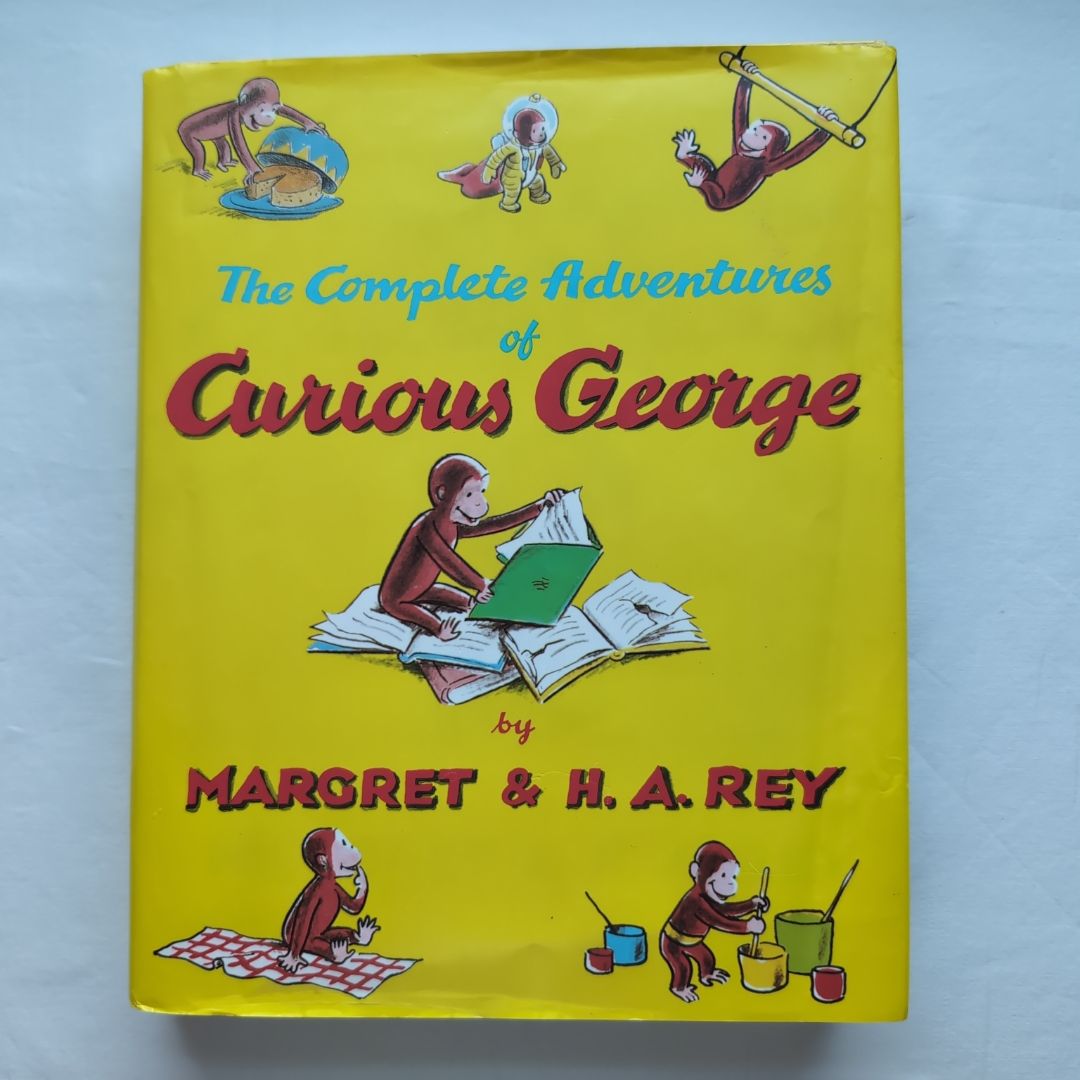 The Complete Adventures
of
Curious George
by
MARGRET & H. A. REY